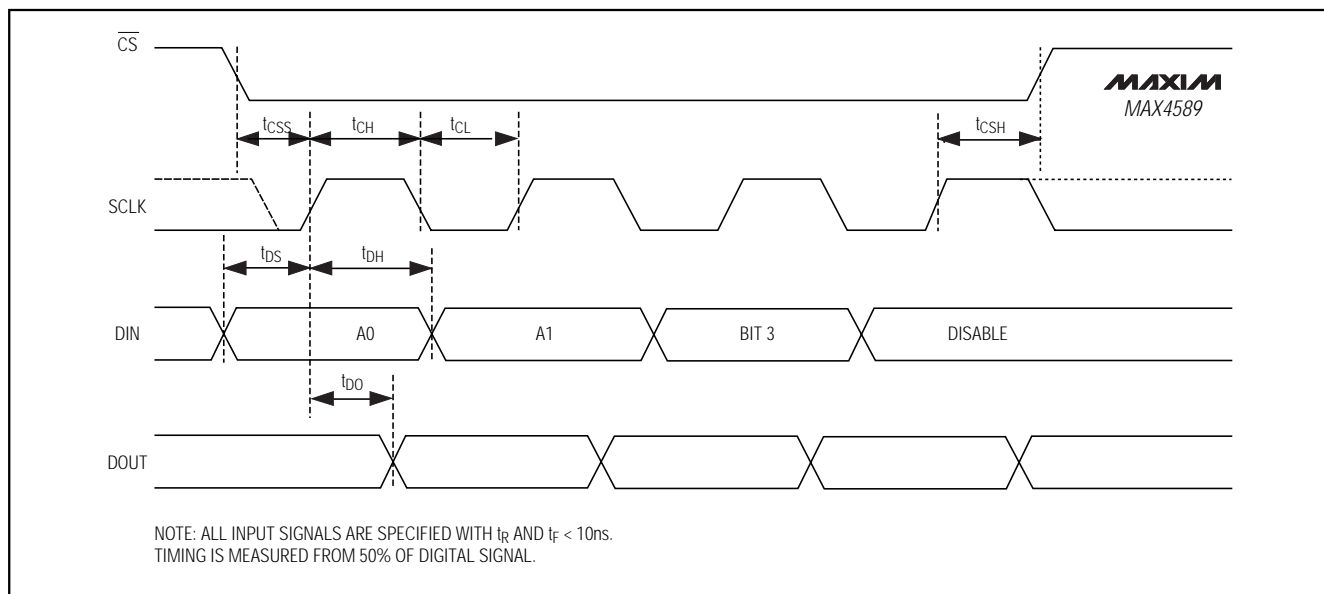 CS
MAXIM
MAX4589
tCSS tCH tCL tCSH
SCLK
tDS tDH
DIN A0 A1 BIT 3 DISABLE
tDO
DOUT
NOTE: ALL INPUT SIGNALS ARE SPECIFIED WITH tR AND tF < 10ns.
TIMING IS MEASURED FROM 50% OF DIGITAL SIGNAL.